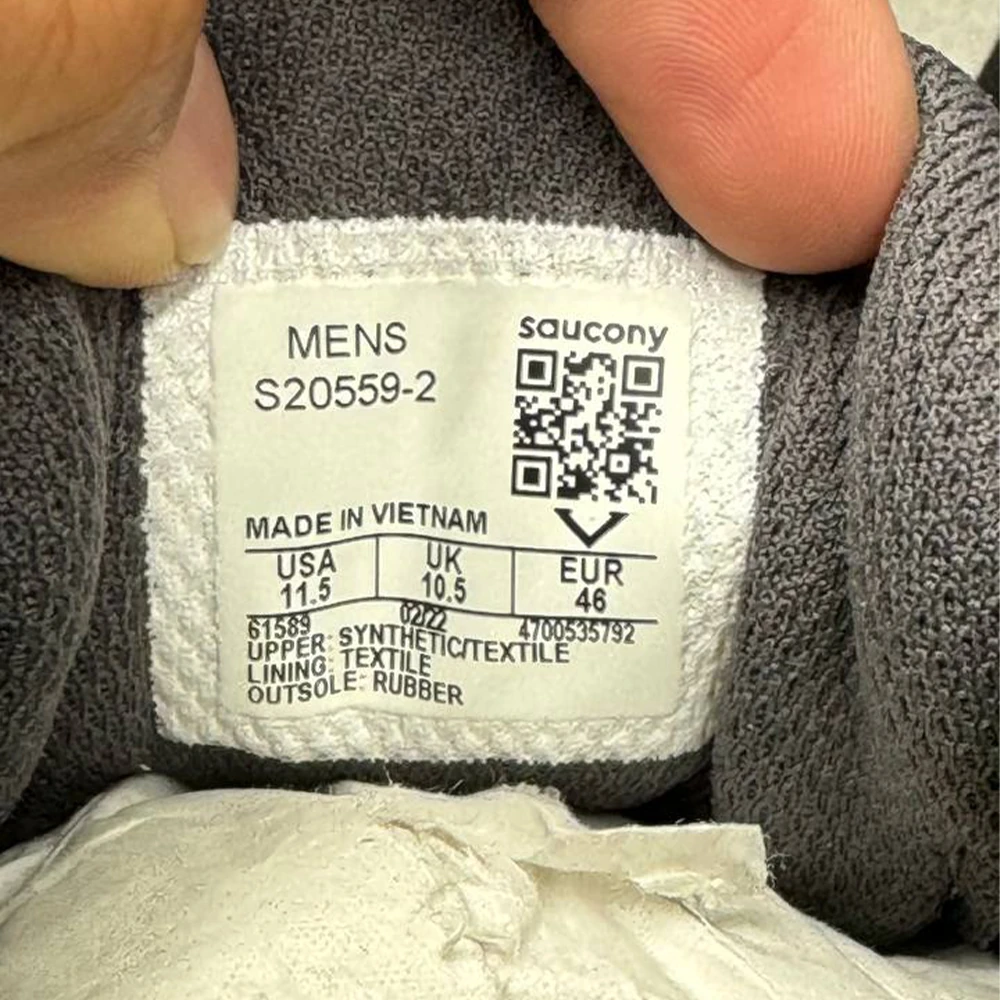 MENS
S20559-2
saucony
MADE IN VIETNAM
USA UK EUR
11.5 10.5 46
61589 02/22 4700535792
UPPER: SYNTHETIC/TEXTILE
LINING: TEXTILE
OUTSOLE: RUBBER